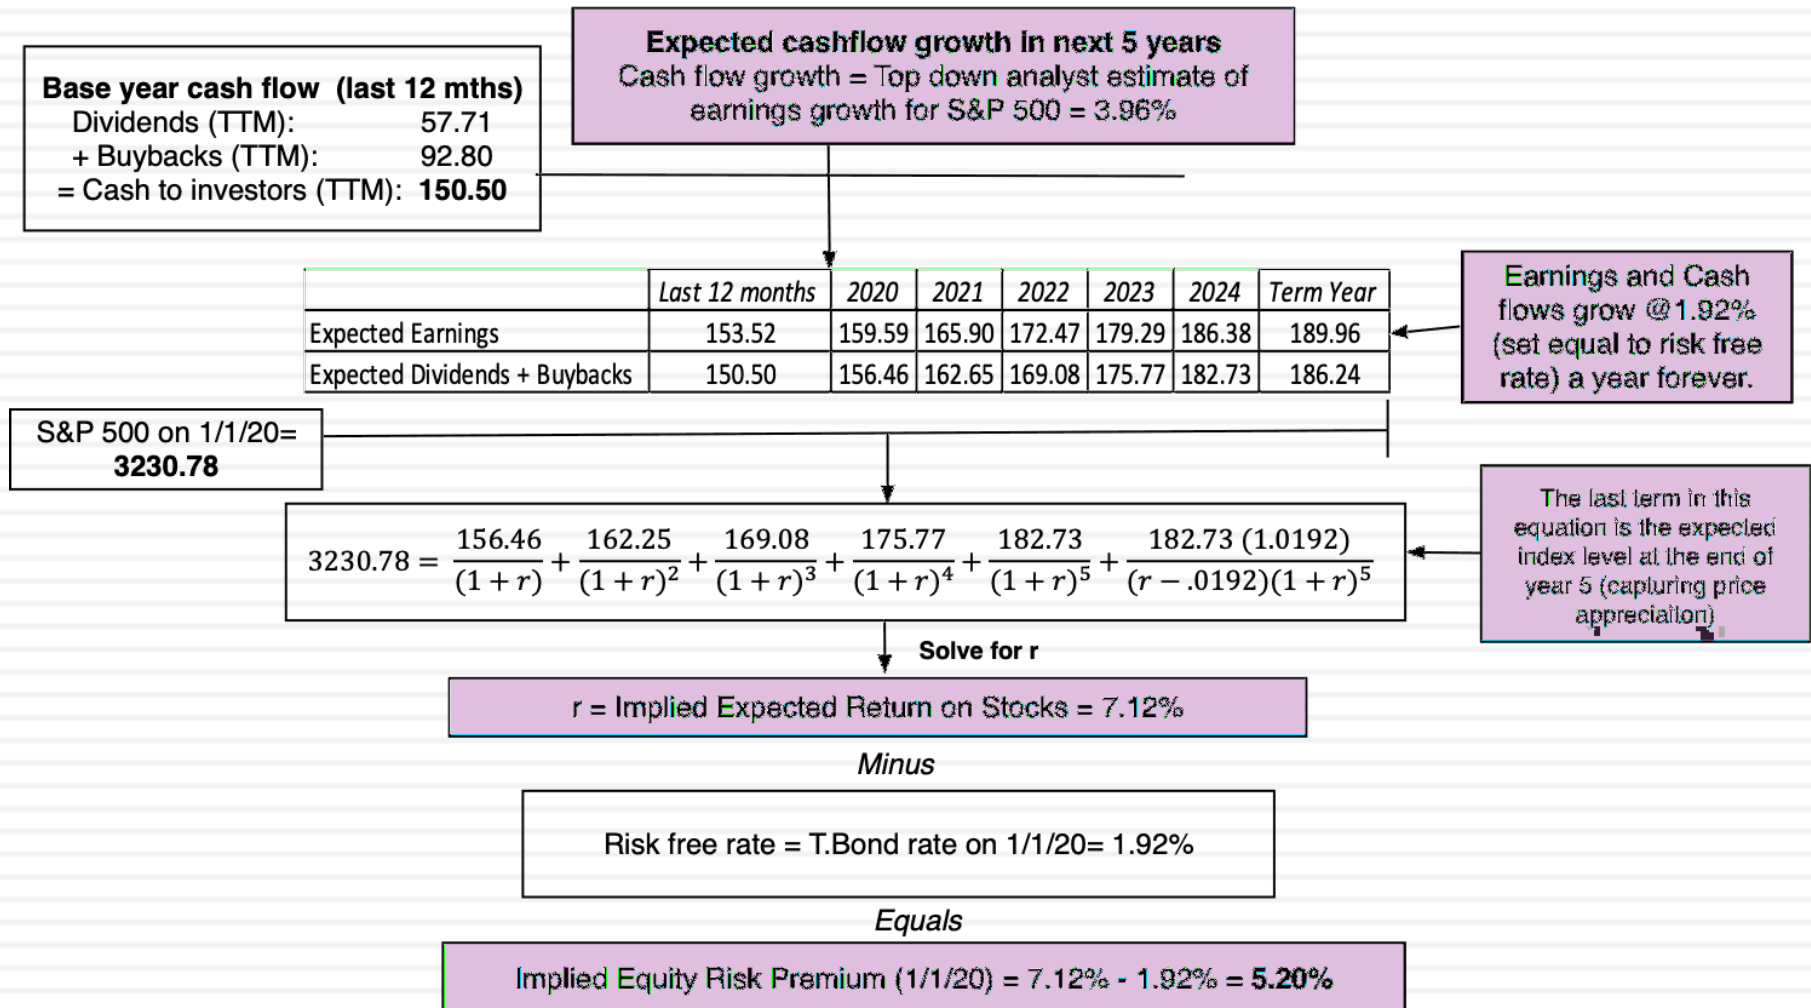 Expected cashflow growth in next 5 years
Cash flow growth = Top down analyst estimate of
earnings growth for S&P 500 = 3.96%
Base year cash flow (last 12 mths)
Dividends (TTM): 57.71
+ Buybacks (TTM): 92.80
= Cash to investors (TTM): 150.50
Last 12 months 2020 2021 2022 2023 2024 Term Year
Expected Earnings 153.52 159.59 165.90 172.47 179.29 186.38 189.96
Expected Dividends + Buybacks 150.50 156.46 162.65 169.08 175.77 182.73 186.24
Earnings and Cash
flows grow @1.92%
(set equal to risk free
rate) a year forever.
S&P 500 on 1/1/20=
3230.78
3230.78 = 156.46/(1 + r) + 162.25/(1 + r)² + 169.08/(1 + r)³ + 175.77/(1 + r)⁴ + 182.73/(1 + r)⁵ + 182.73 (1.0192)/(r − .0192)(1 + r)⁵
The last term in this
equation is the expected
index level at the end of
year 5 (capturing price
appreciation)
Solve for r
r = Implied Expected Return on Stocks = 7.12%
Minus
Risk free rate = T.Bond rate on 1/1/20= 1.92%
Equals
Implied Equity Risk Premium (1/1/20) = 7.12% - 1.92% = 5.20%